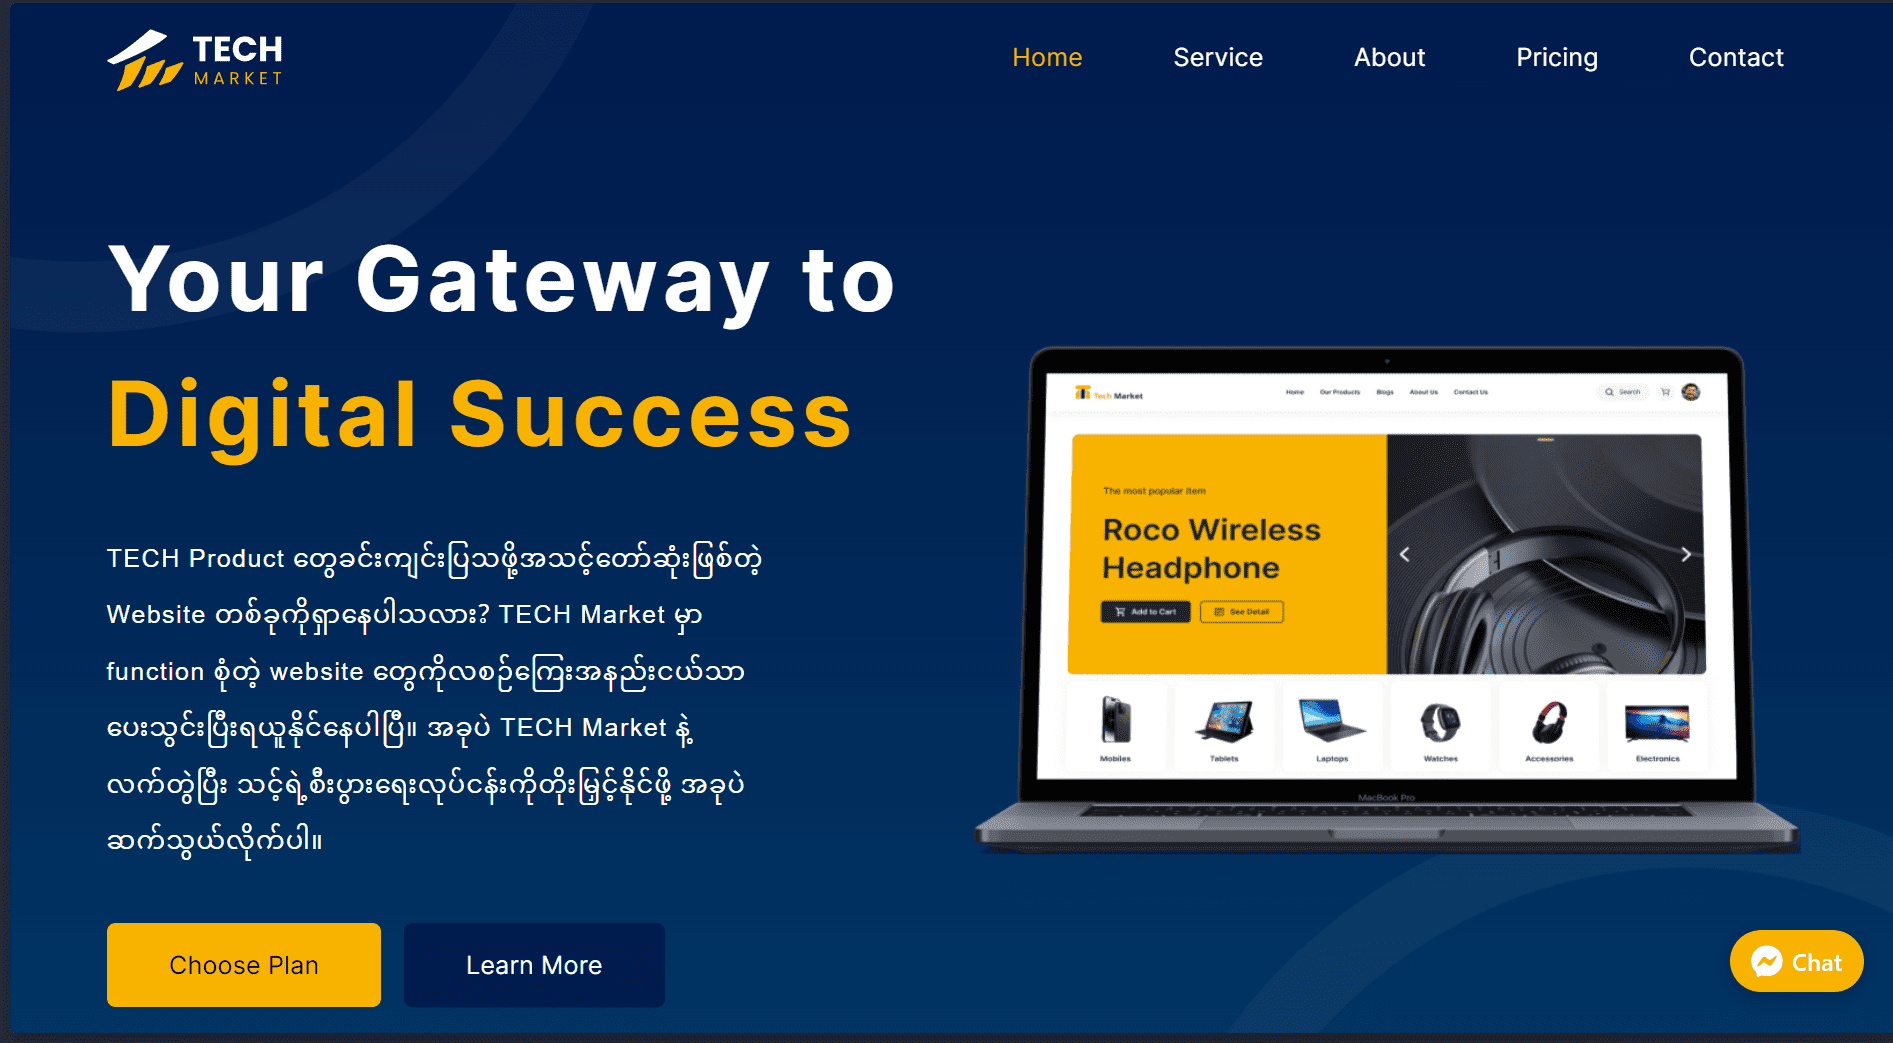 TECH
MARKET
Home
Service
About
Pricing
Contact
Your Gateway to
Digital Success
TECH Product တွေခင်းကျင်းပြသဖို့အသင့်တော်ဆုံးဖြစ်တဲ့
Website တစ်ခုကိုရှာနေပါသလား? TECH Market မှာ
function စုံတဲ့ website တွေကိုလစဉ်ကြေးအနည်းငယ်သာ
ပေးသွင်းပြီးရယူနိုင်နေပါပြီ။ အခုပဲ TECH Market နဲ့
လက်တွဲပြီး သင့်ရဲ့စီးပွားရေးလုပ်ငန်းကိုတိုးမြှင့်နိုင်ဖို့ အခုပဲ
ဆက်သွယ်လိုက်ပါ။
Choose Plan
Learn More
Tech Market
Home
Our Products
Blogs
About Us
Contact Us
Search
The most popular item
Roco Wireless
Headphone
Add to Cart
See Detail
Mobiles
Tablets
Laptops
Watches
Accessories
Electronics
MacBook Pro
Chat